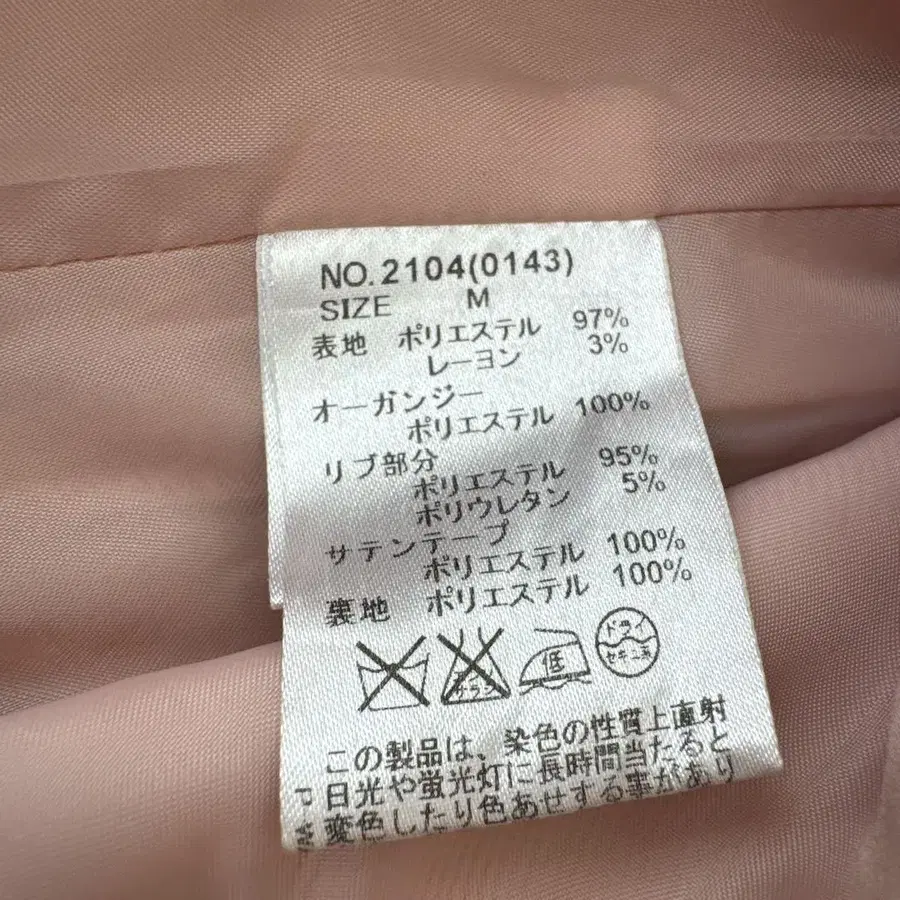 NO.2104(0143)
SIZE M
表地 ポリエステル 97%
レーヨン 3%
オーガンジー
ポリエステル 100%
リブ部分
ポリエステル 95%
ポリウレタン 5%
サテンテープ
ポリエステル 100%
裏地 ポリエステル 100%
低
ドライ
セキユ系
この製品は、染色の性質上直射
日光や蛍光灯に長時間当たると
変色したり色あせする事があり